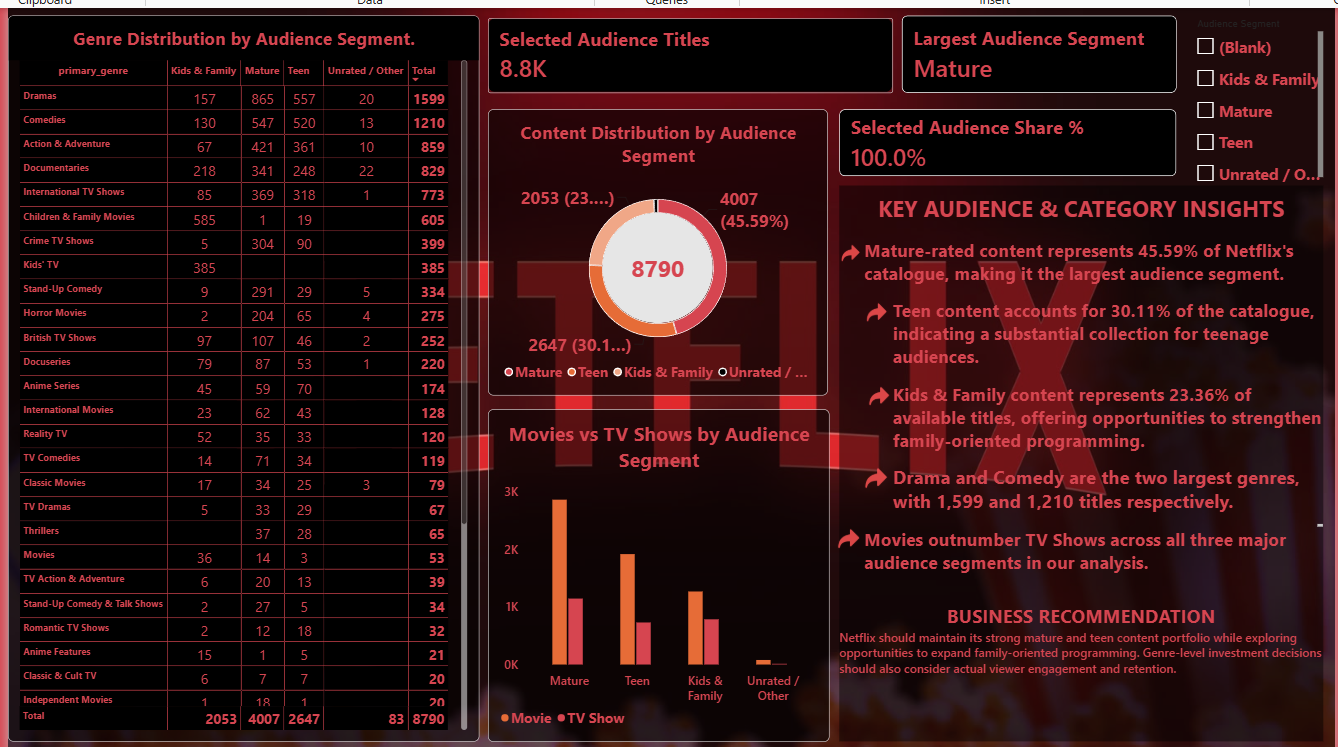 Clipboard Data Queries Insert
Genre Distribution by Audience Segment.
primary_genre Kids & Family Mature Teen Unrated / Other Total
Dramas 157 865 557 20 1599
Comedies 130 547 520 13 1210
Action & Adventure 67 421 361 10 859
Documentaries 218 341 248 22 829
International TV Shows 85 369 318 1 773
Children & Family Movies 585 1 19 605
Crime TV Shows 5 304 90 399
Kids' TV 385 385
Stand-Up Comedy 9 291 29 5 334
Horror Movies 2 204 65 4 275
British TV Shows 97 107 46 2 252
Docuseries 79 87 53 1 220
Anime Series 45 59 70 174
International Movies 23 62 43 128
Reality TV 52 35 33 120
TV Comedies 14 71 34 119
Classic Movies 17 34 25 3 79
TV Dramas 5 33 29 67
Thrillers 37 28 65
Movies 36 14 3 53
TV Action & Adventure 6 20 13 39
Stand-Up Comedy & Talk Shows 2 27 5 34
Romantic TV Shows 2 12 18 32
Anime Features 15 1 5 21
Classic & Cult TV 6 7 7 20
Independent Movies 1 18 1 20
Total 2053 4007 2647 83 8790
Selected Audience Titles
8.8K
Largest Audience Segment
Mature
Audience Segment
(Blank)
Kids & Family
Mature
Teen
Unrated / O...
Selected Audience Share %
100.0%
Content Distribution by Audience
Segment
2053 (23....)
4007
(45.59%)
8790
2647 (30.1...)
Mature Teen Kids & Family Unrated / ...
Movies vs TV Shows by Audience
Segment
3K
2K
1K
0K
Mature Teen Kids & Unrated /
Family Other
Movie TV Show
KEY AUDIENCE & CATEGORY INSIGHTS
Mature-rated content represents 45.59% of Netflix's
catalogue, making it the largest audience segment.
Teen content accounts for 30.11% of the catalogue,
indicating a substantial collection for teenage
audiences.
Kids & Family content represents 23.36% of
available titles, offering opportunities to strengthen
family-oriented programming.
Drama and Comedy are the two largest genres,
with 1,599 and 1,210 titles respectively.
Movies outnumber TV Shows across all three major
audience segments in our analysis.
BUSINESS RECOMMENDATION
Netflix should maintain its strong mature and teen content portfolio while exploring
opportunities to expand family-oriented programming. Genre-level investment decisions
should also consider actual viewer engagement and retention.